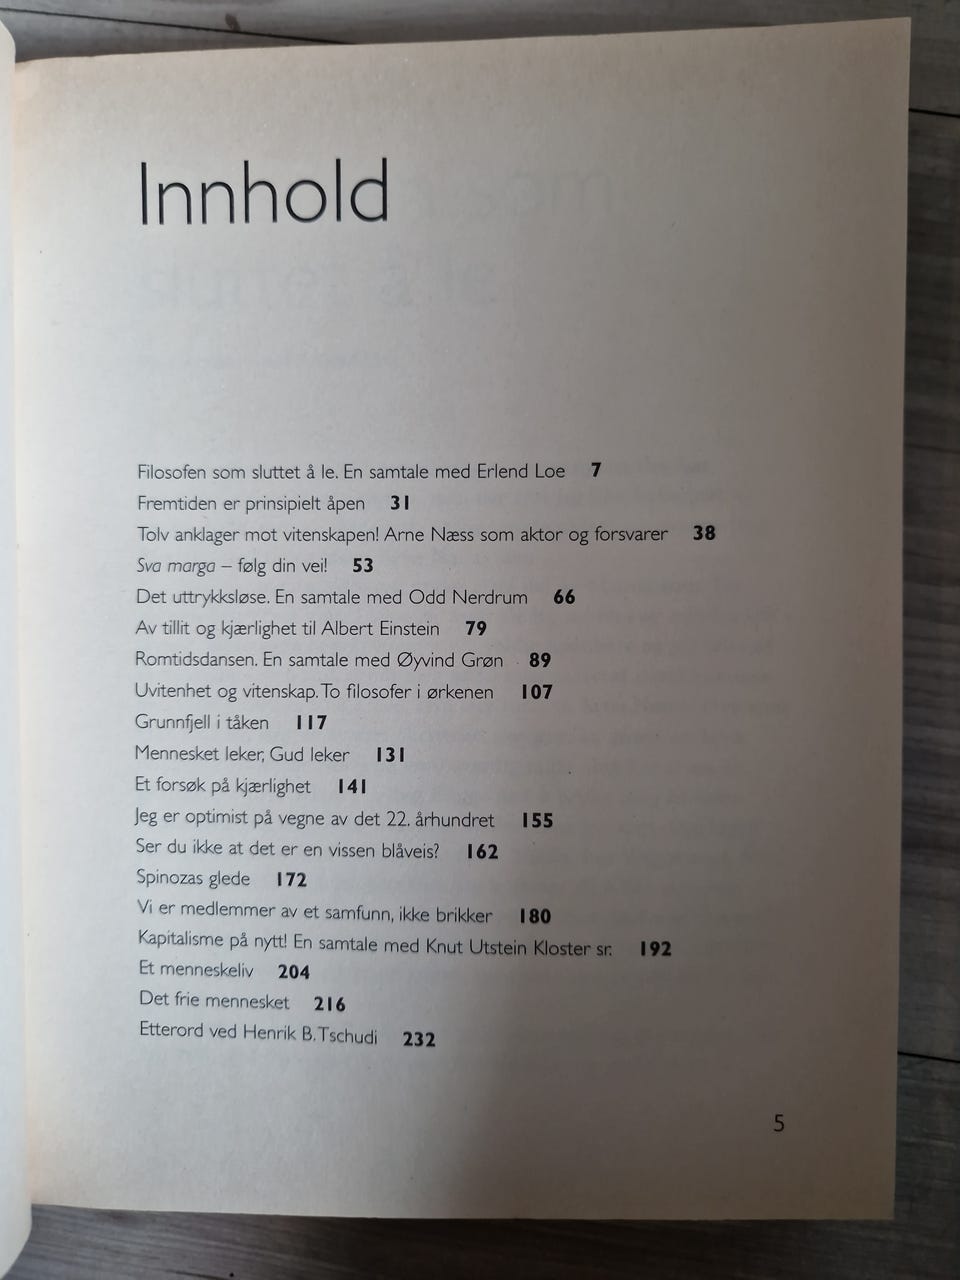 Innhold
Filosofen som sluttet å le. En samtale med Erlend Loe 7
Fremtiden er prinsipielt åpen 31
Tolv anklager mot vitenskapen! Arne Næss som aktor og forsvarer 38
Sva marga – følg din vei! 53
Det uttrykksløse. En samtale med Odd Nerdrum 66
Av tillit og kjærlighet til Albert Einstein 79
Romtidsdansen. En samtale med Øyvind Grøn 89
Uvitenhet og vitenskap. To filosofer i ørkenen 107
Grunnfjell i tåken 117
Mennesket leker, Gud leker 131
Et forsøk på kjærlighet 141
Jeg er optimist på vegne av det 22. århundret 155
Ser du ikke at det er en vissen blåveis? 162
Spinozas glede 172
Vi er medlemmer av et samfunn, ikke brikker 180
Kapitalisme på nytt! En samtale med Knut Utstein Kloster sr. 192
Et menneskeliv 204
Det frie mennesket 216
Etterord ved Henrik B. Tschudi 232
5